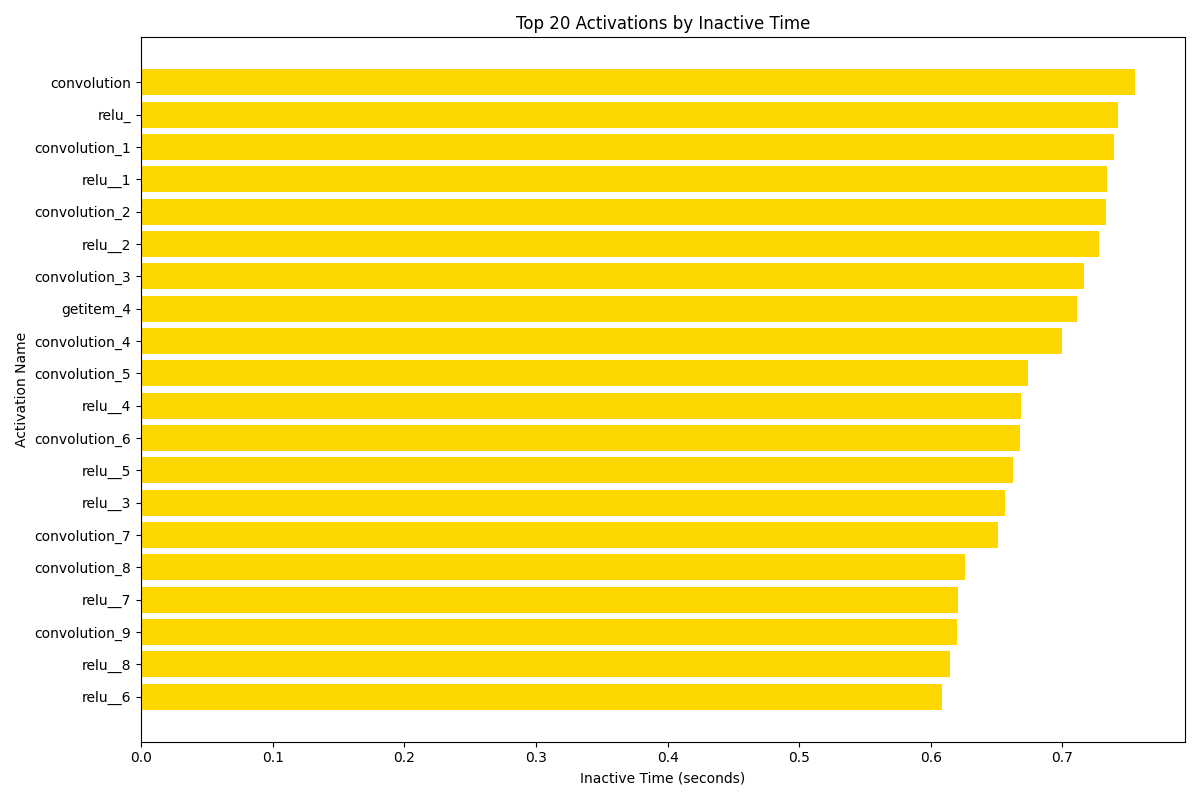 Top 20 Activations by Inactive Time
convolution
relu_
convolution_1
relu__1
convolution_2
relu__2
convolution_3
getitem_4
convolution_4
convolution_5
relu__4
convolution_6
relu__5
relu__3
convolution_7
convolution_8
relu__7
convolution_9
relu__8
relu__6
Activation Name
0.0 0.1 0.2 0.3 0.4 0.5 0.6 0.7
Inactive Time (seconds)